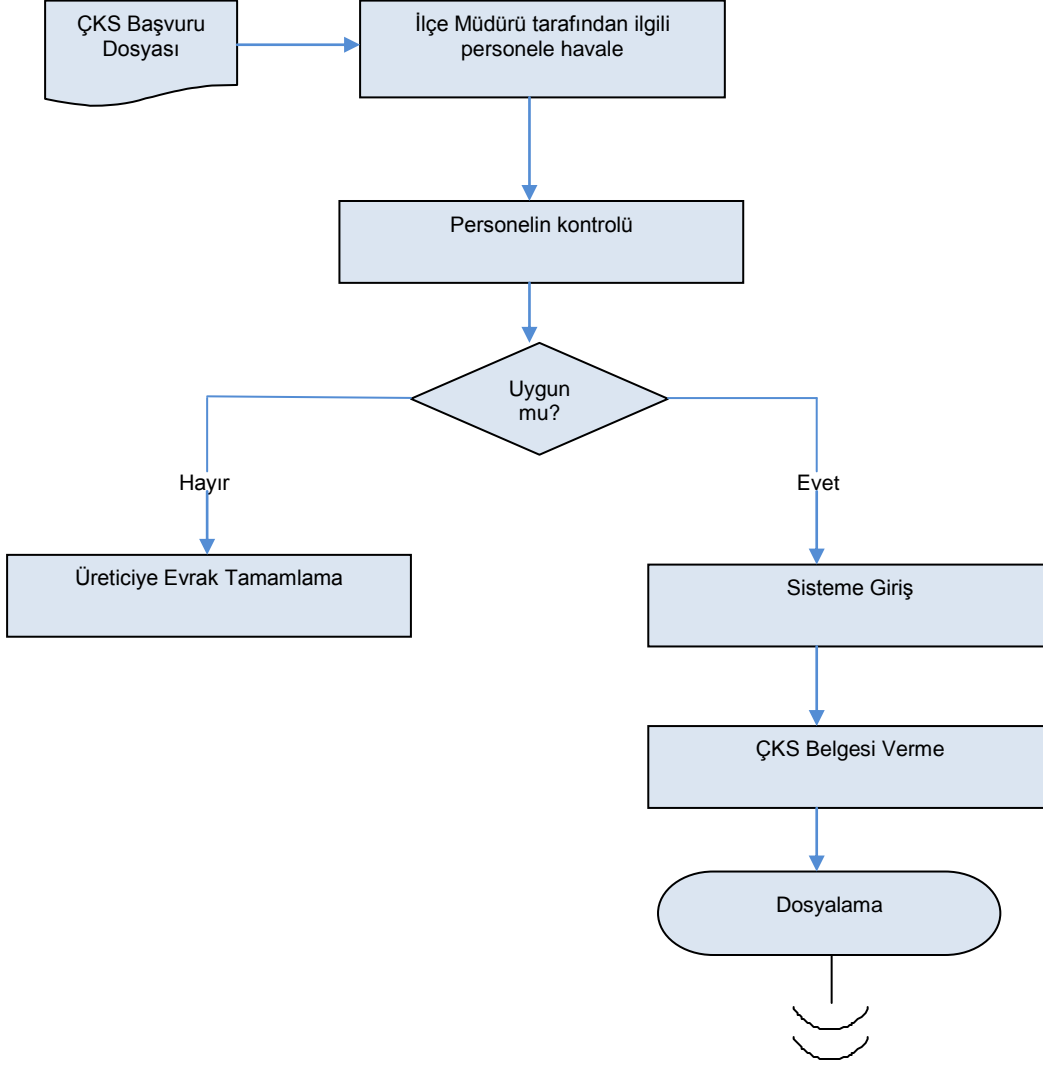 ÇKS Başvuru
Dosyası
İlçe Müdürü tarafından ilgili
personele havale
Personelin kontrolü
Uygun
mu?
Hayır
Evet
Üreticiye Evrak Tamamlama
Sisteme Giriş
ÇKS Belgesi Verme
Dosyalama